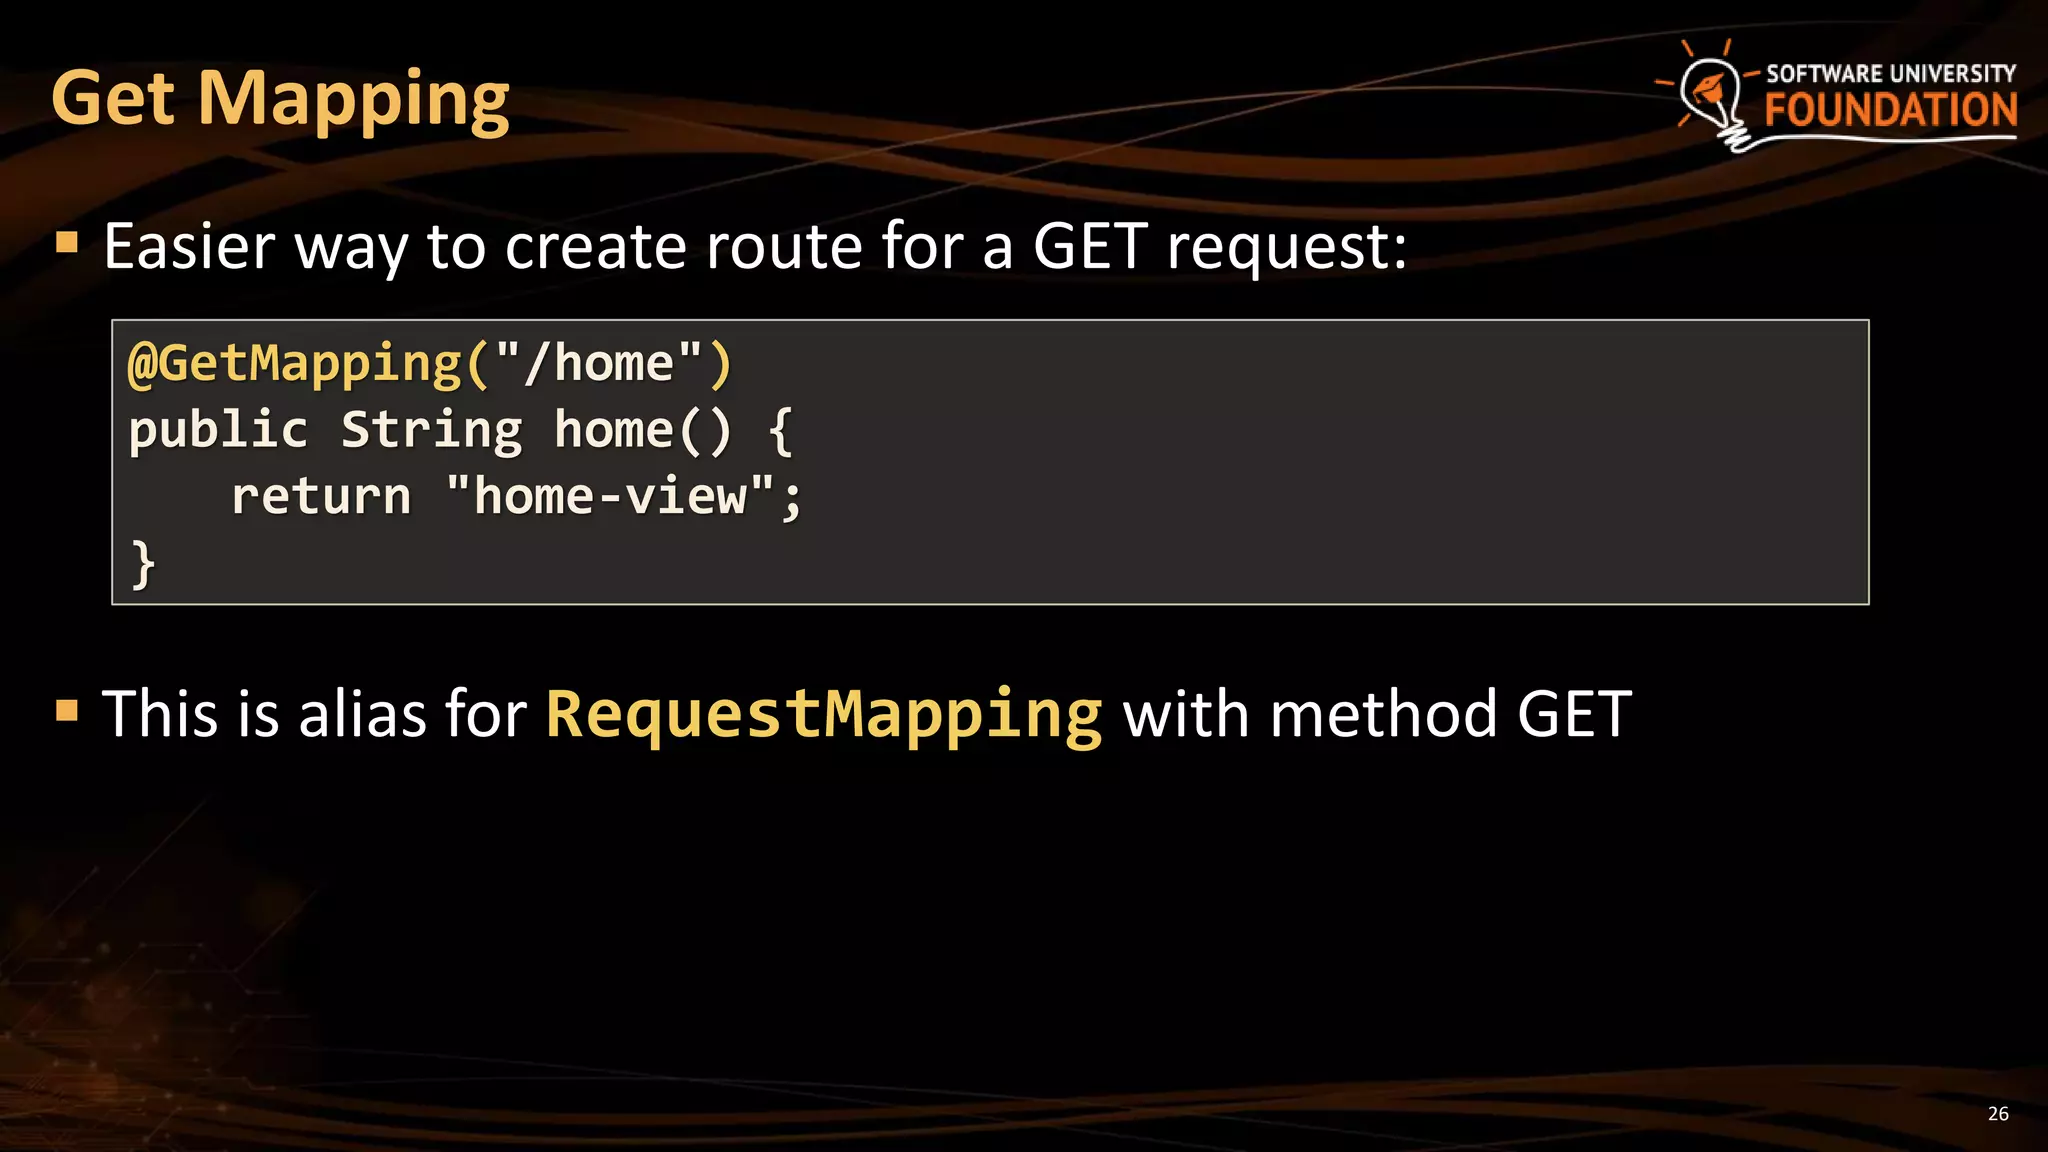 Get Mapping
SOFTWARE UNIVERSITY
FOUNDATION
▪ Easier way to create route for a GET request:
@GetMapping("/home")
public String home() {
    return "home-view";
}
▪ This is alias for RequestMapping with method GET
26